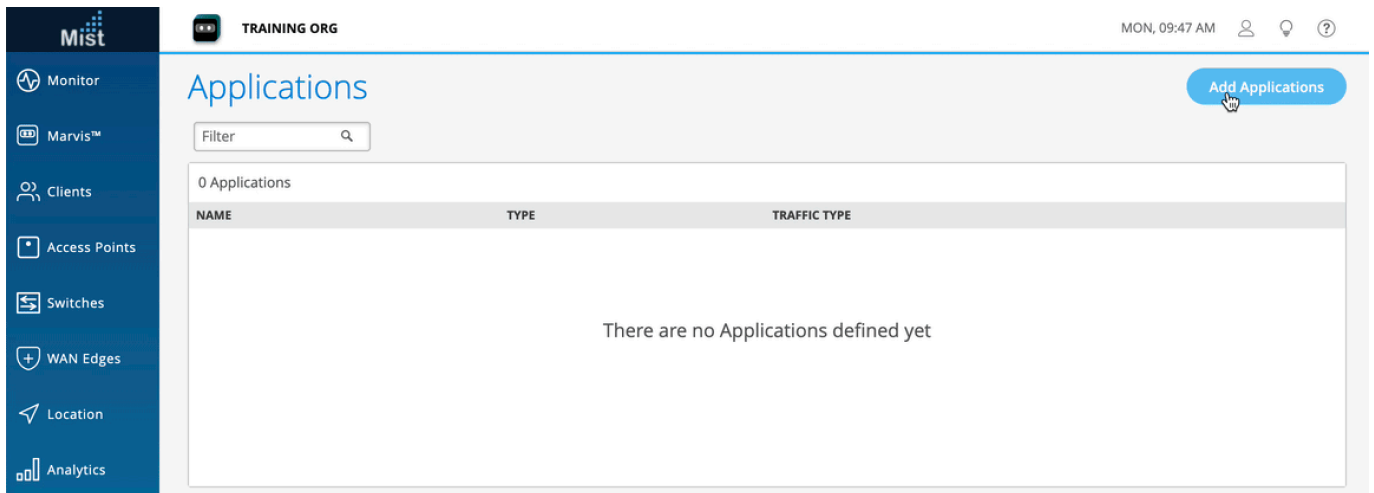 Mist
TRAINING ORG
MON, 09:47 AM
?
Monitor
Marvis™
Clients
Access Points
Switches
WAN Edges
Location
Analytics
Applications
Add Applications
Filter
0 Applications
NAME TYPE TRAFFIC TYPE
There are no Applications defined yet